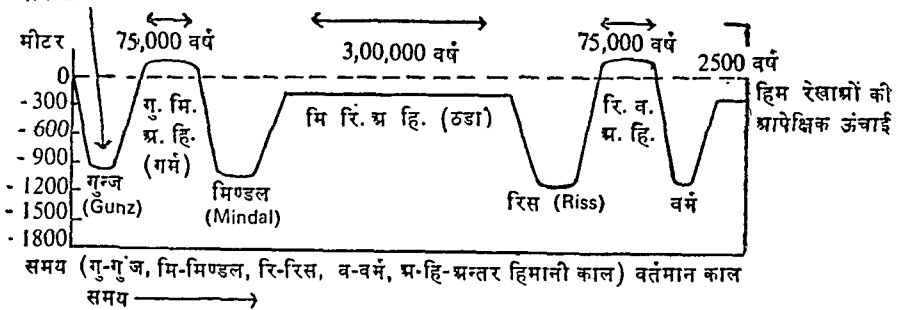 75,000 वर्ष
3,00,000 वर्ष
75,000 वर्ष
2500 वर्ष
मीटर
0
-300
-600
-900
-1200
-1500
-1800
गु. मि.
अ. हि.
(गर्म)
मि रिं. अ हि. (ठडा)
रि. व.
अ. हि.
हिम रेखाओं की
आपेक्षिक ऊंचाई
गुन्ज
(Gunz)
मिण्डल
(Mindal)
रिस (Riss)
वर्म
समय (गु-गुंज, मि-मिण्डल, रि-रिस, व-वर्म, अ-हि-अन्तर हिमानी काल) वर्तमान काल
समय